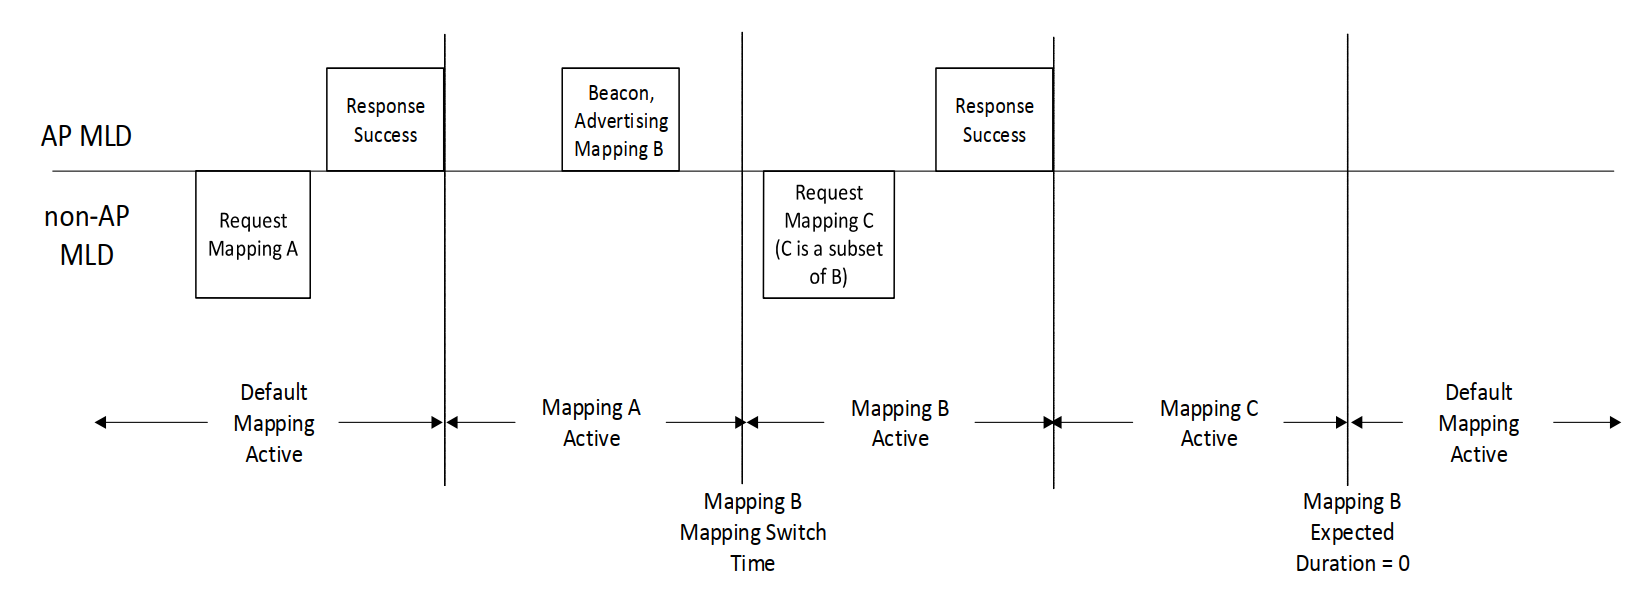 AP MLD
non-AP
MLD
Request
Mapping A
Response
Success
Beacon,
Advertising
Mapping B
Request
Mapping C
(C is a subset
of B)
Response
Success
Default
Mapping
Active
Mapping A
Active
Mapping B
Active
Mapping C
Active
Default
Mapping
Active
Mapping B
Mapping Switch
Time
Mapping B
Expected
Duration = 0